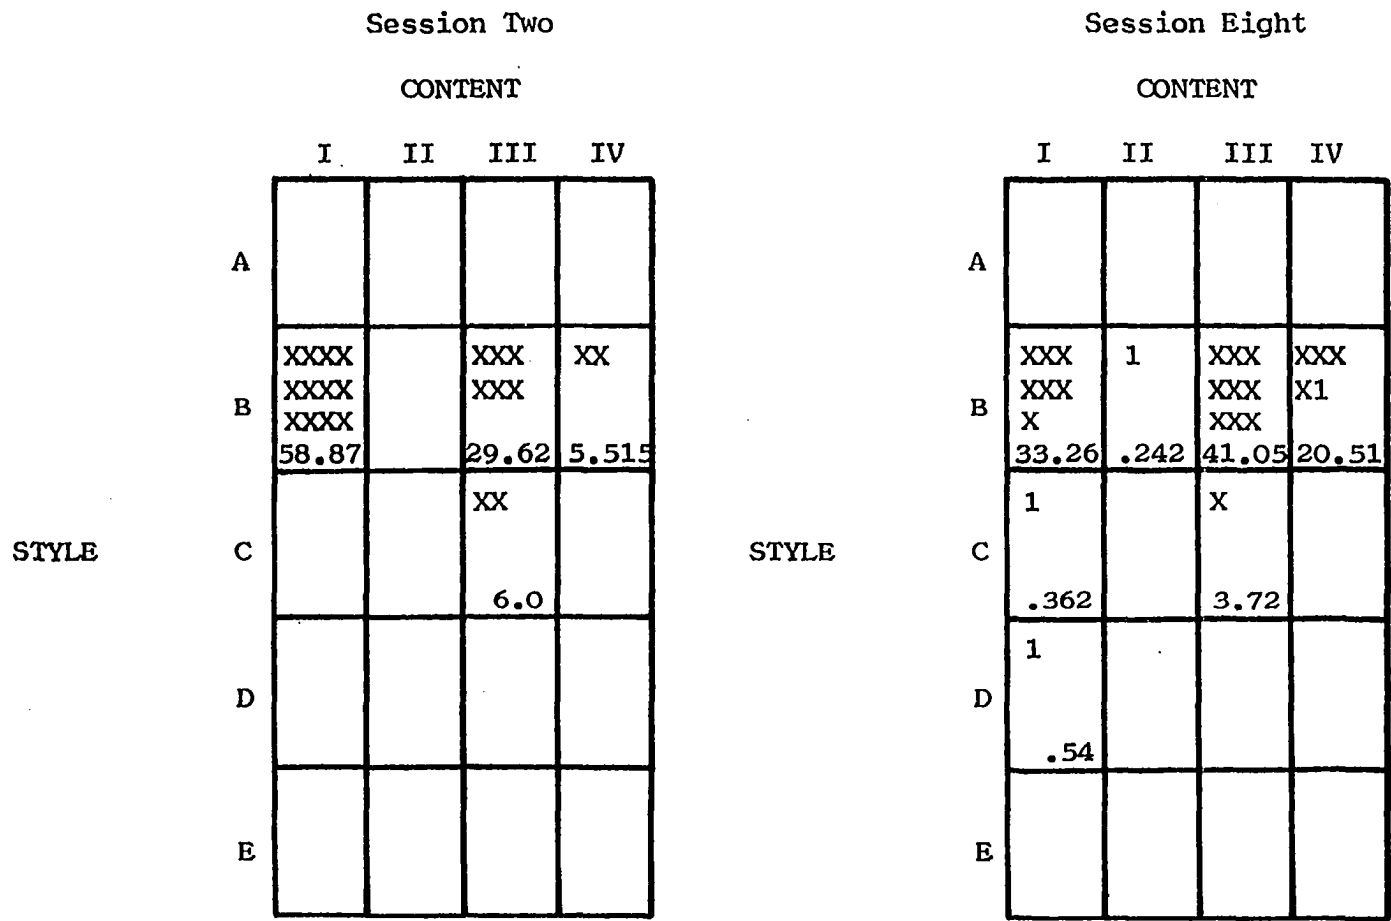 Session Two
CONTENT
I II III IV
A
B
XXXX XXX XX
XXXX XXX
XXXX
58.87 29.62 5.515
STYLE
C
XX
6.0
D
E
Session Eight
CONTENT
I II III IV
A
B
XXX 1 XXX XXX
XXX XXX X1
X XXX
33.26 .242 41.05 20.51
STYLE
C
1 X
.362 3.72
D
1
.54
E